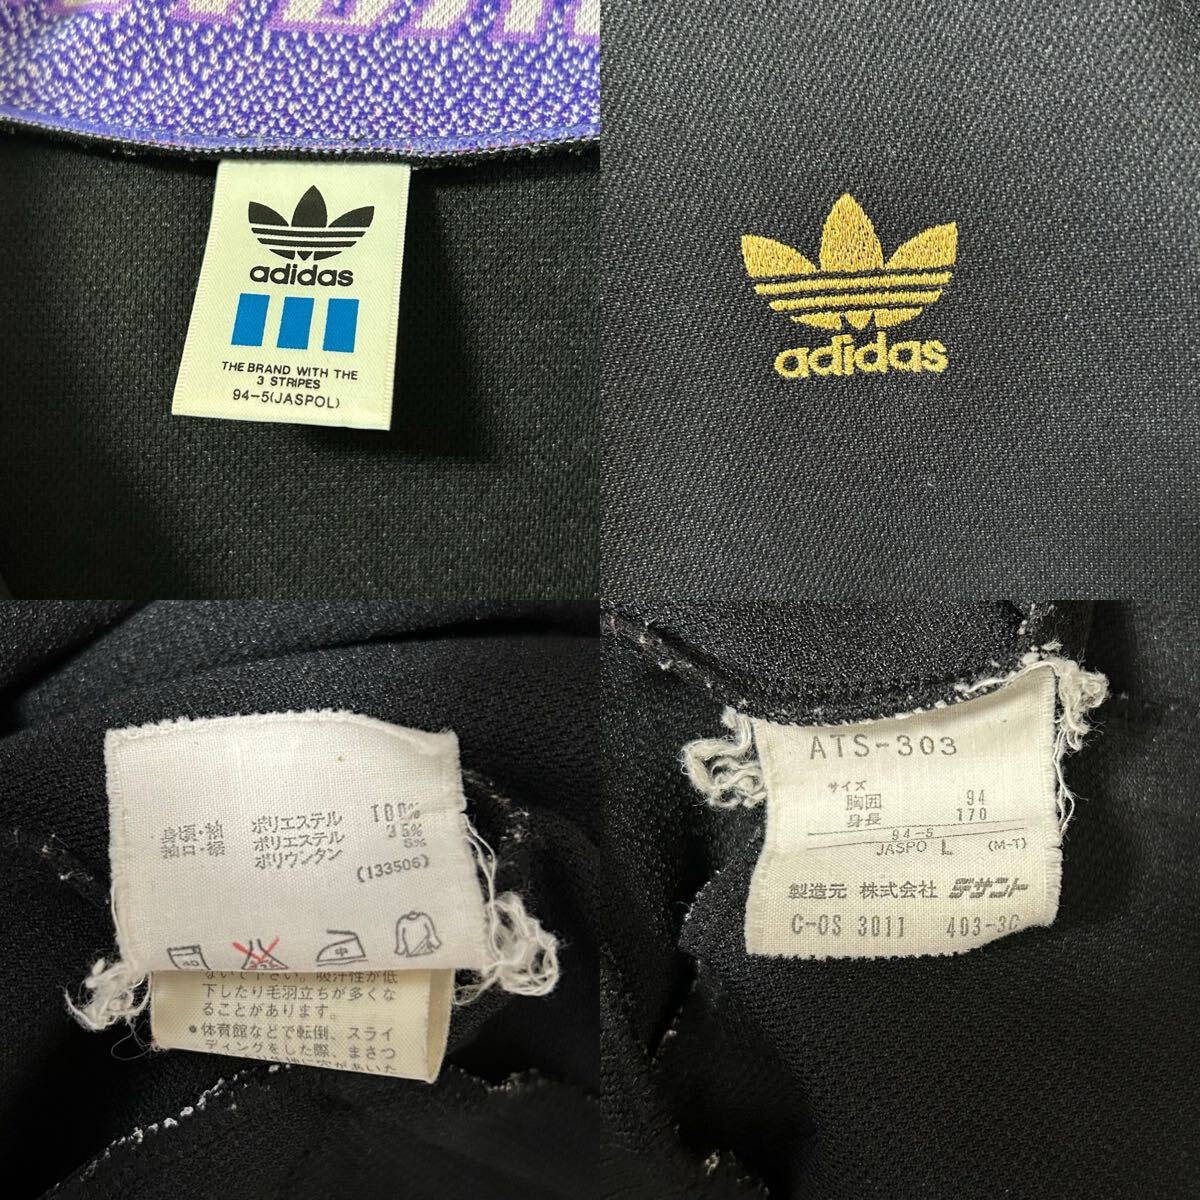 adidas
THE BRAND WITH THE
3 STRIPES
94-5(JASPOL)
adidas
身頃・袖 ポリエステル 100%
袖口・裾 ポリエステル 95%
ポリウレタン 5%
(133506)
40
中
ないで下さい。吸汗性が低
下したり毛羽立ちが多くな
ることがあります。
•体育館などで転倒、スライ
ディングをした際、まさつ
ATS-303
サイズ
胸囲 94
身長 170
94-5
JASPO L (M-T)
製造元 株式会社 デサント
C-OS 3011 403-3C